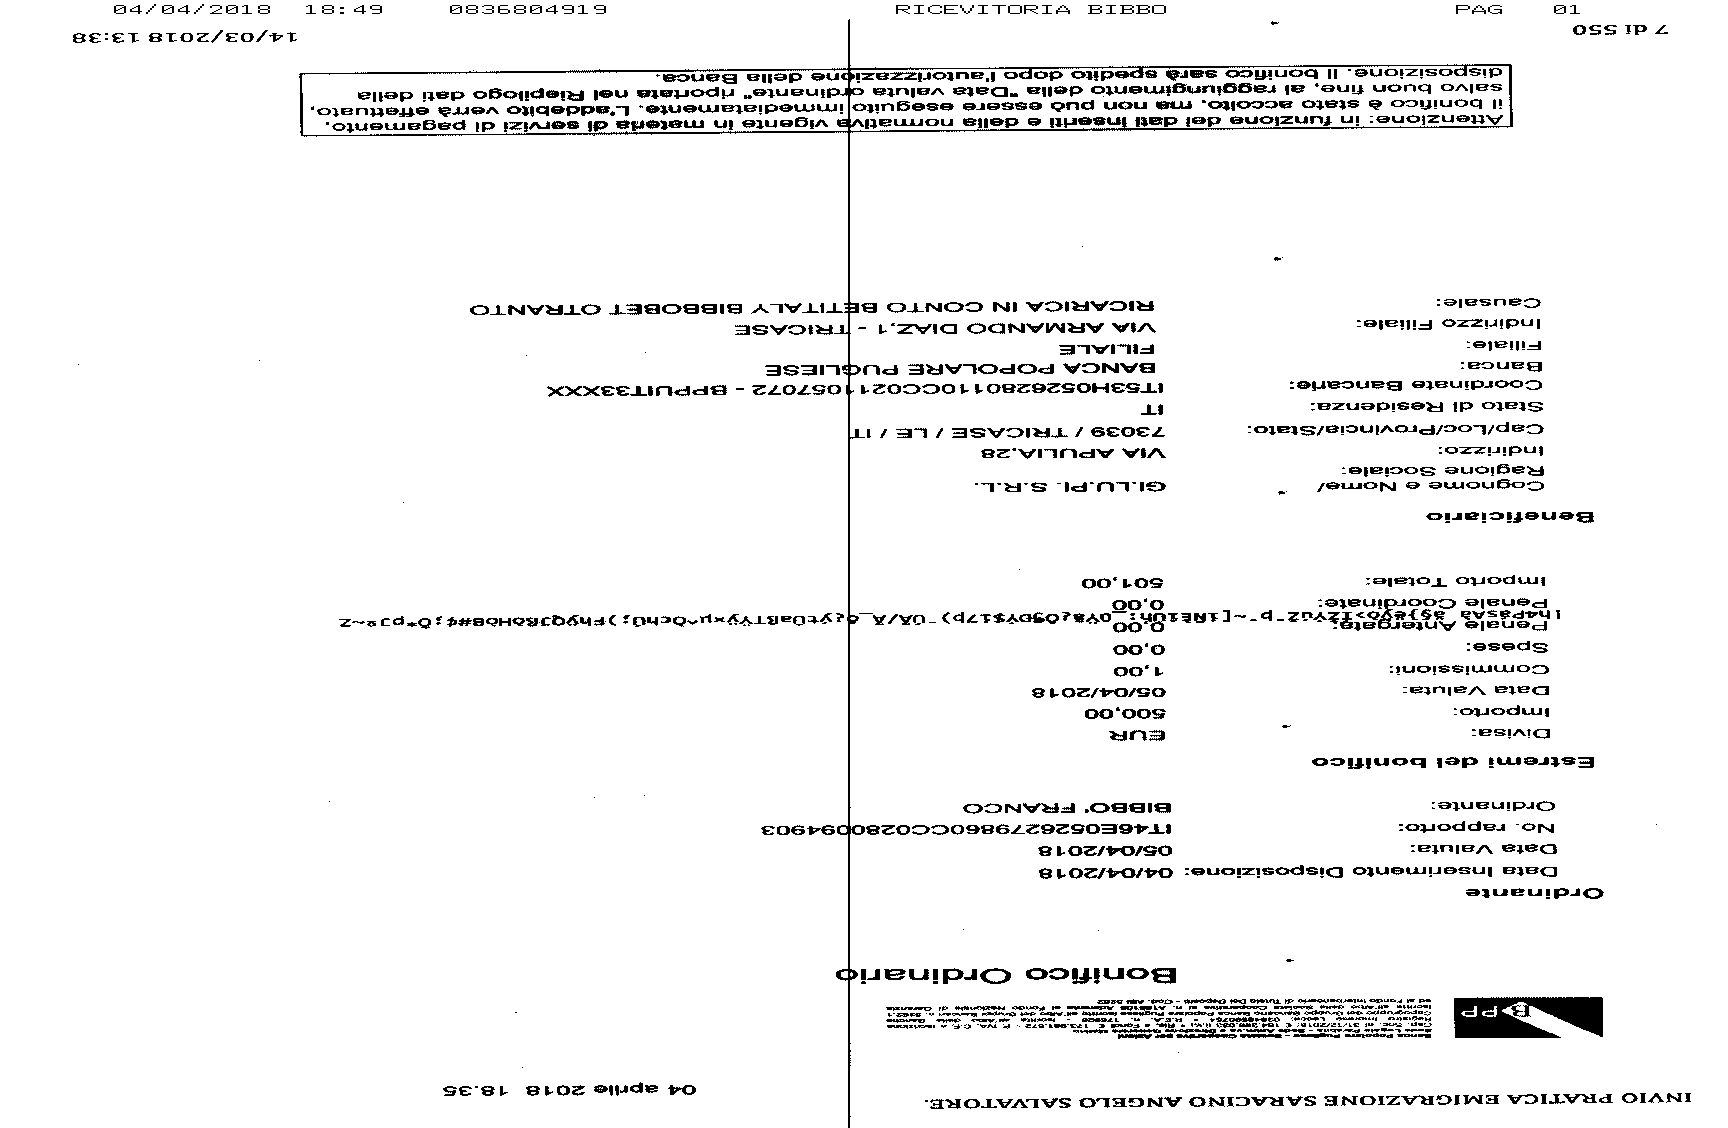 04/04/2018 18:49 0836804919 RICEVITORIA BIBBO PAG 01
INVIO PRATICA EMIGRAZIONE SARACINO ANGELO SALVATORE.
04 aprile 2018 18.35
BPP
Bonifico Ordinario
Ordinante
Data Inserimento Disposizione: 04/04/2018
Data Valuta: 05/04/2018
No. rapporto: IT46E0526279860CC0280094903
Ordinante: BIBBO' FRANCO
Estremi del bonifico
Divisa: EUR
Importo: 500,00
Data Valuta: 05/04/2018
Commissioni: 1,00
Spese: 0,00
Penale Antergate: 0,00
Penale Coordinate: 0,00
Importo Totale: 501,00
Beneficiario
Cognome e Nome/ GI.LU.PI. S.R.L.
Ragione Sociale:
Indirizzo: VIA APULIA,28
Cap/Loc/Provincia/Stato: 73039 / TRICASE / LE / IT
Stato di Residenza: IT
Coordinate Bancarie: IT53H0526280110CC0211057072 - BPPUIT33XXX
Banca: BANCA POPOLARE PUGLIESE
Filiale: FILIALE
Indirizzo Filiale: VIA ARMANDO DIAZ,1 - TRICASE
Causale: RICARICA IN CONTO BETITALY BIBBOBET OTRANTO
Attenzione: in funzione dei dati inseriti e della normativa vigente in materia di servizi di pagamento,
il bonifico è stato accolto, ma non può essere eseguito immediatamente. L'addebito verrà effettuato,
salvo buon fine, al raggiungimento della "Data valuta ordinante" riportata nel Riepilogo dati della
disposizione. Il bonifico sarà spedito dopo l'autorizzazione della Banca.
7 di 550 14/03/2018 13:38